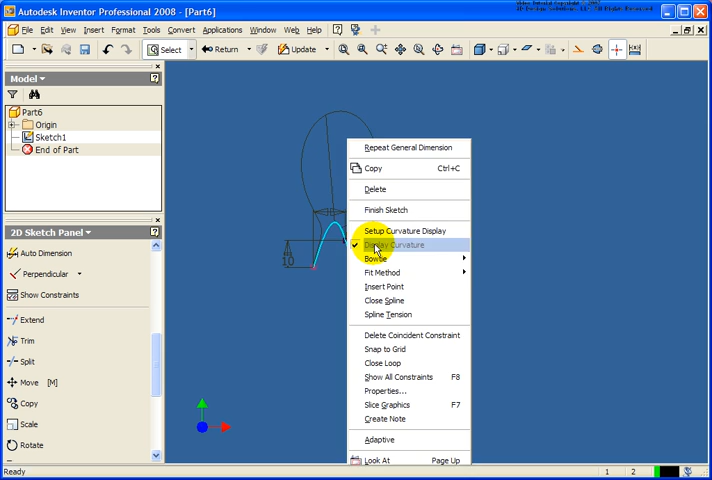 Autodesk Inventor Professional 2008 - [Part6]
File Edit View Insert Format Tools Convert Applications Window Web Help
Select Return Update
Model
Part6
Origin
Sketch1
End of Part
2D Sketch Panel
Auto Dimension
Perpendicular
Show Constraints
Extend
Trim
Split
Move [M]
Copy
Scale
Rotate
10
Repeat General Dimension
Copy Ctrl+C
Delete
Finish Sketch
Setup Curvature Display
Display Curvature
Bowtie
Fit Method
Insert Point
Close Spline
Spline Tension
Delete Coincident Constraint
Snap to Grid
Close Loop
Show All Constraints F8
Properties...
Slice Graphics F7
Create Note
Adaptive
Look At Page Up
Ready 1 2